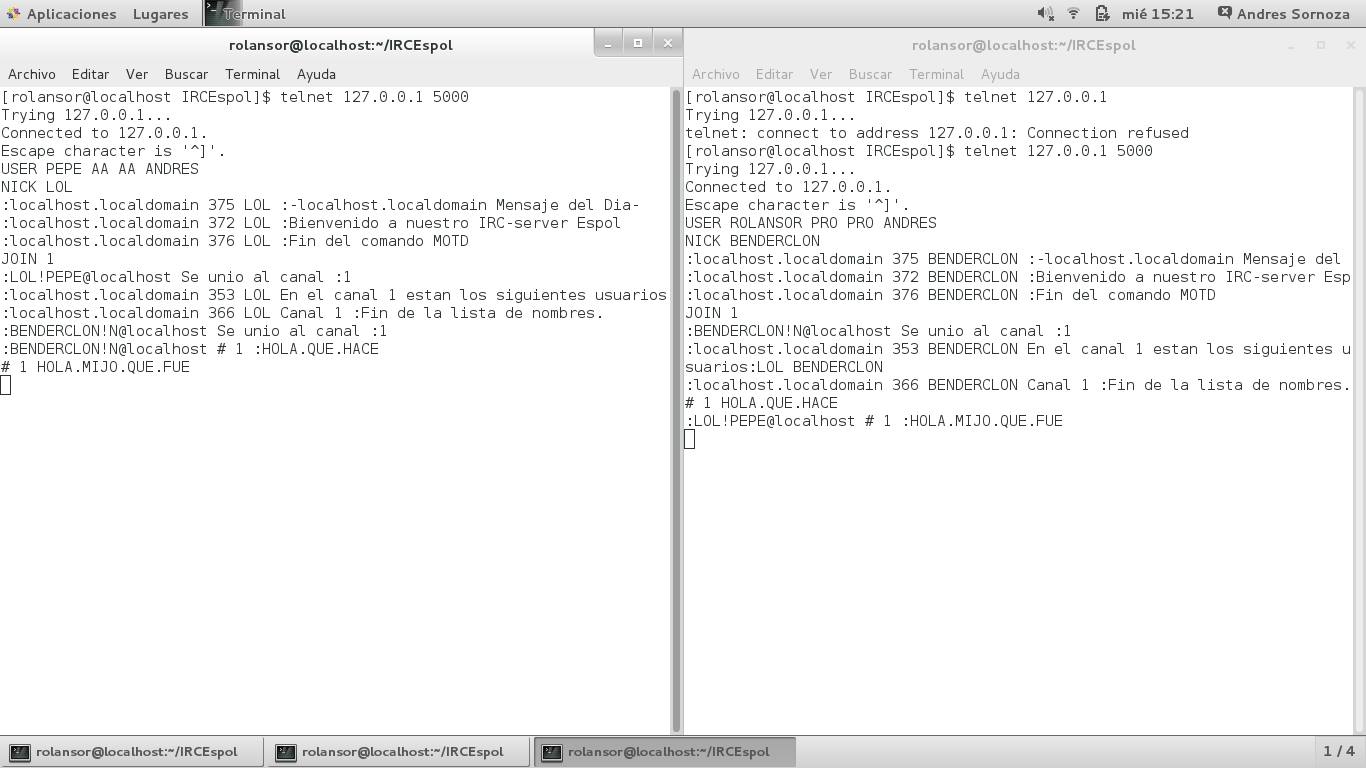 Aplicaciones Lugares Terminal mié 15:21 Andres Sornoza
rolansor@localhost:~/IRCEspol
Archivo Editar Ver Buscar Terminal Ayuda
[rolansor@localhost IRCEspol]$ telnet 127.0.0.1 5000
Trying 127.0.0.1...
Connected to 127.0.0.1.
Escape character is '^]'.
USER PEPE AA AA ANDRES
NICK LOL
:localhost.localdomain 375 LOL :-localhost.localdomain Mensaje del Dia-
:localhost.localdomain 372 LOL :Bienvenido a nuestro IRC-server Espol
:localhost.localdomain 376 LOL :Fin del comando MOTD
JOIN 1
:LOL!PEPE@localhost Se unio al canal :1
:localhost.localdomain 353 LOL En el canal 1 estan los siguientes usuarios
:localhost.localdomain 366 LOL Canal 1 :Fin de la lista de nombres.
:BENDERCLON!N@localhost Se unio al canal :1
:BENDERCLON!N@localhost # 1 :HOLA.QUE.HACE
# 1 HOLA.MIJO.QUE.FUE
rolansor@localhost:~/IRCEspol
Archivo Editar Ver Buscar Terminal Ayuda
[rolansor@localhost IRCEspol]$ telnet 127.0.0.1
Trying 127.0.0.1...
telnet: connect to address 127.0.0.1: Connection refused
[rolansor@localhost IRCEspol]$ telnet 127.0.0.1 5000
Trying 127.0.0.1...
Connected to 127.0.0.1.
Escape character is '^]'.
USER ROLANSOR PRO PRO ANDRES
NICK BENDERCLON
:localhost.localdomain 375 BENDERCLON :-localhost.localdomain Mensaje del
:localhost.localdomain 372 BENDERCLON :Bienvenido a nuestro IRC-server Esp
:localhost.localdomain 376 BENDERCLON :Fin del comando MOTD
JOIN 1
:BENDERCLON!N@localhost Se unio al canal :1
:localhost.localdomain 353 BENDERCLON En el canal 1 estan los siguientes u
suarios:LOL BENDERCLON
:localhost.localdomain 366 BENDERCLON Canal 1 :Fin de la lista de nombres.
# 1 HOLA.QUE.HACE
:LOL!PEPE@localhost # 1 :HOLA.MIJO.QUE.FUE
rolansor@localhost:~/IRCEspol rolansor@localhost:~/IRCEspol rolansor@localhost:~/IRCEspol 1 / 4